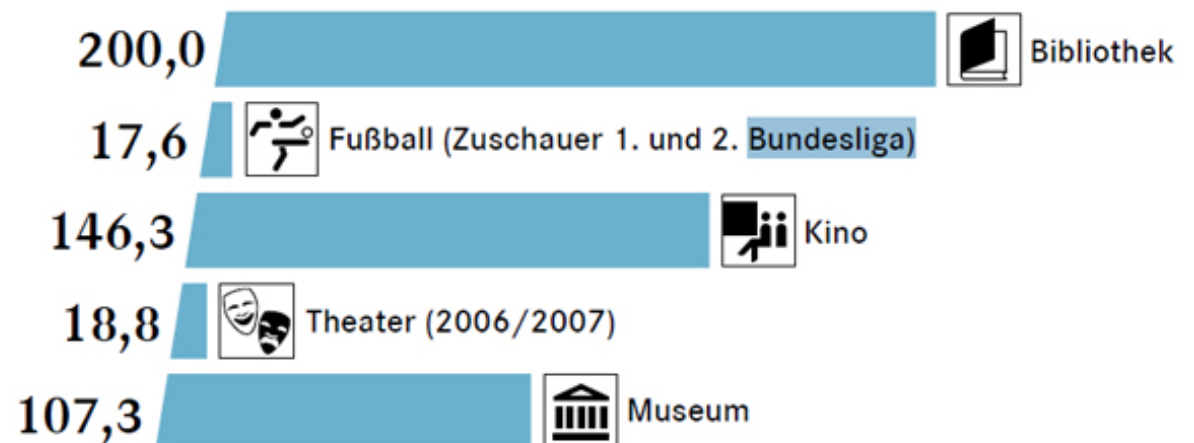 200,0 Bibliothek
17,6 Fußball (Zuschauer 1. und 2. Bundesliga)
146,3 Kino
18,8 Theater (2006/2007)
107,3 Museum